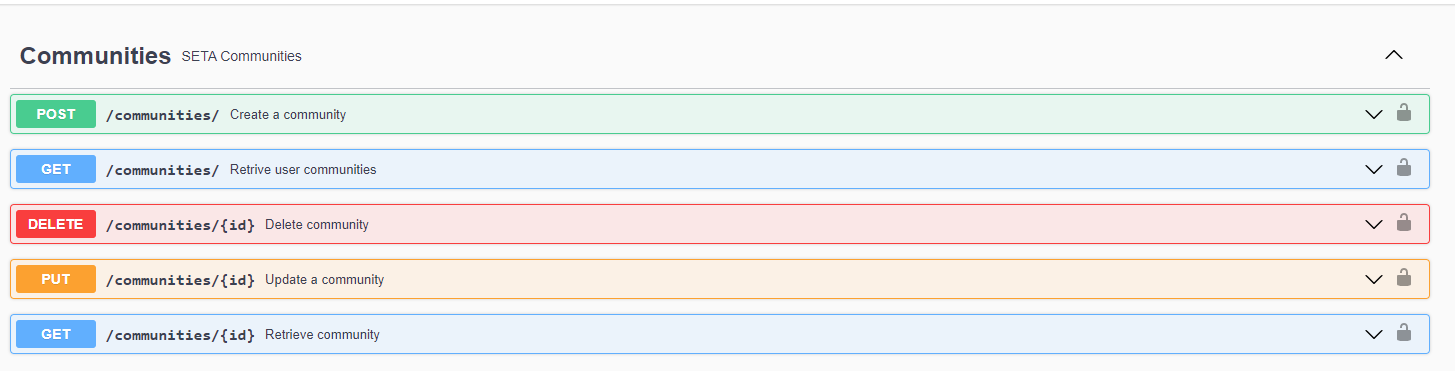 Communities SETA Communities
POST /communities/ Create a community
GET /communities/ Retrive user communities
DELETE /communities/{id} Delete community
PUT /communities/{id} Update a community
GET /communities/{id} Retrieve community